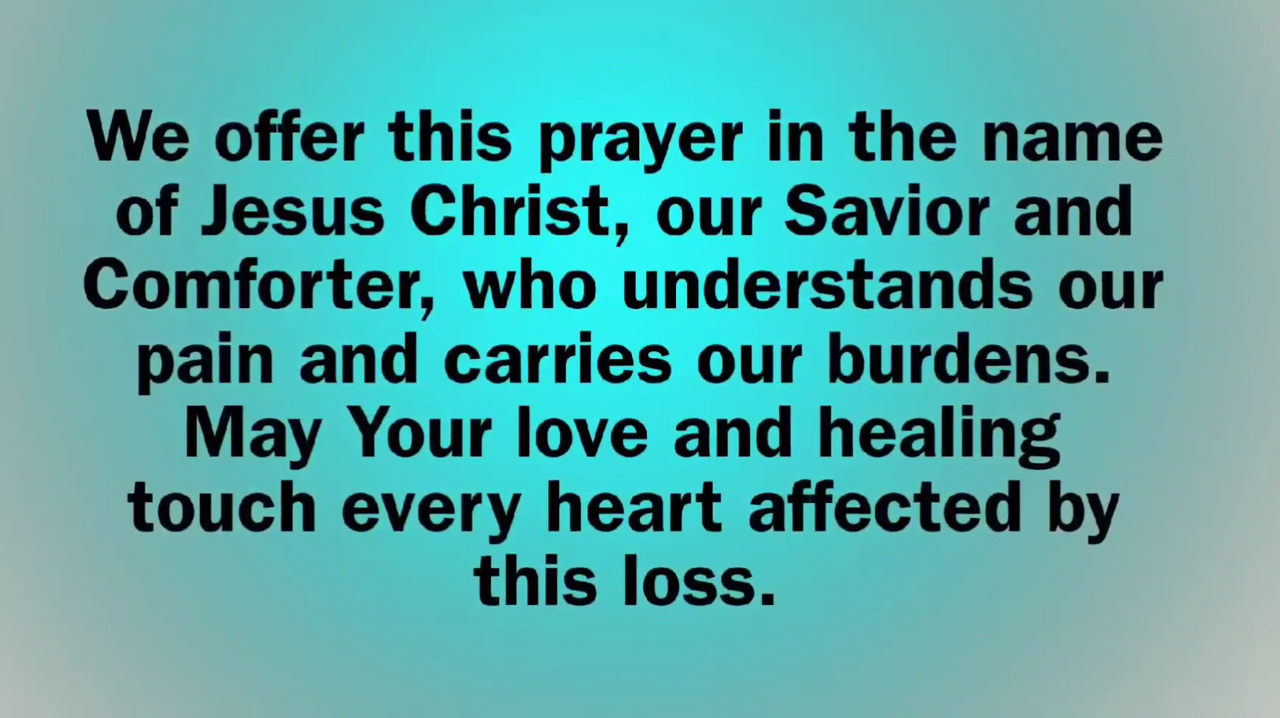 We offer this prayer in the name
of Jesus Christ, our Savior and
Comforter, who understands our
pain and carries our burdens.
May Your love and healing
touch every heart affected by
this loss.